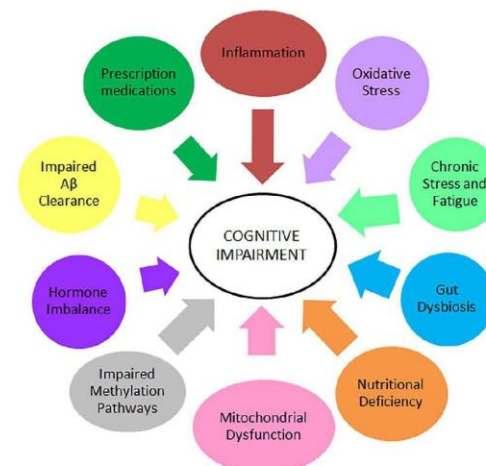 Inflammation
Oxidative
Stress
Chronic
Stress and
Fatigue
Gut
Dysbiosis
Nutritional
Deficiency
Mitochondrial
Dysfunction
Impaired
Methylation
Pathways
Hormone
Imbalance
Impaired
Aβ
Clearance
Prescription
medications
COGNITIVE
IMPAIRMENT